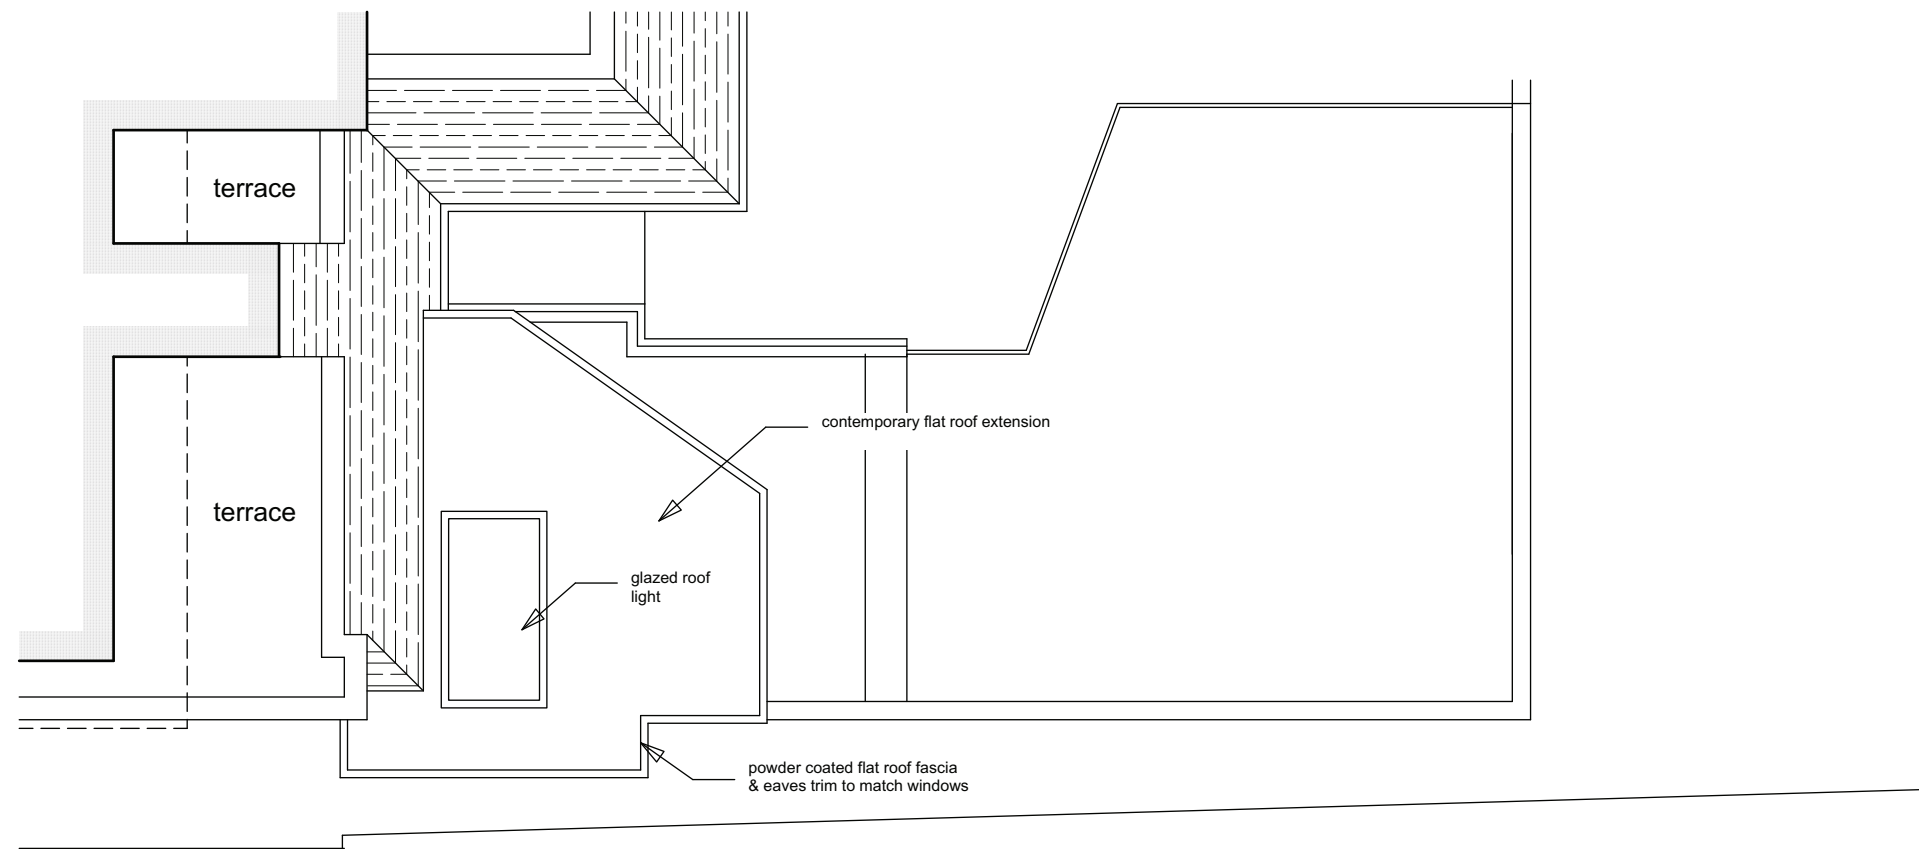 terrace
contemporary flat roof extension
terrace
glazed roof
light
powder coated flat roof fascia
& eaves trim to match windows